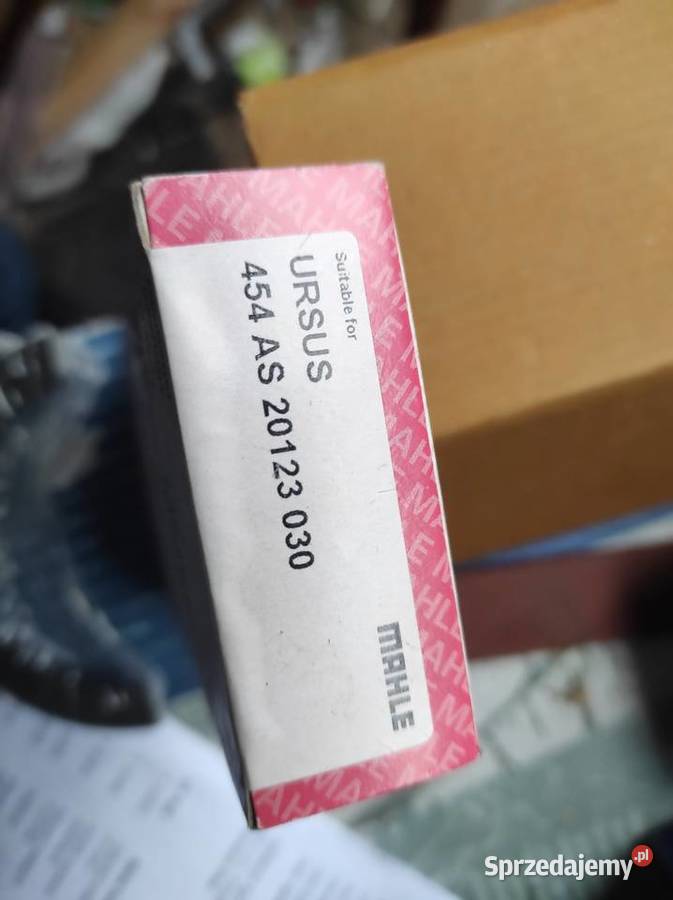 Suitable for
URSUS
454 AS 20123 030
MAHLE
Sprzedajemy.pl